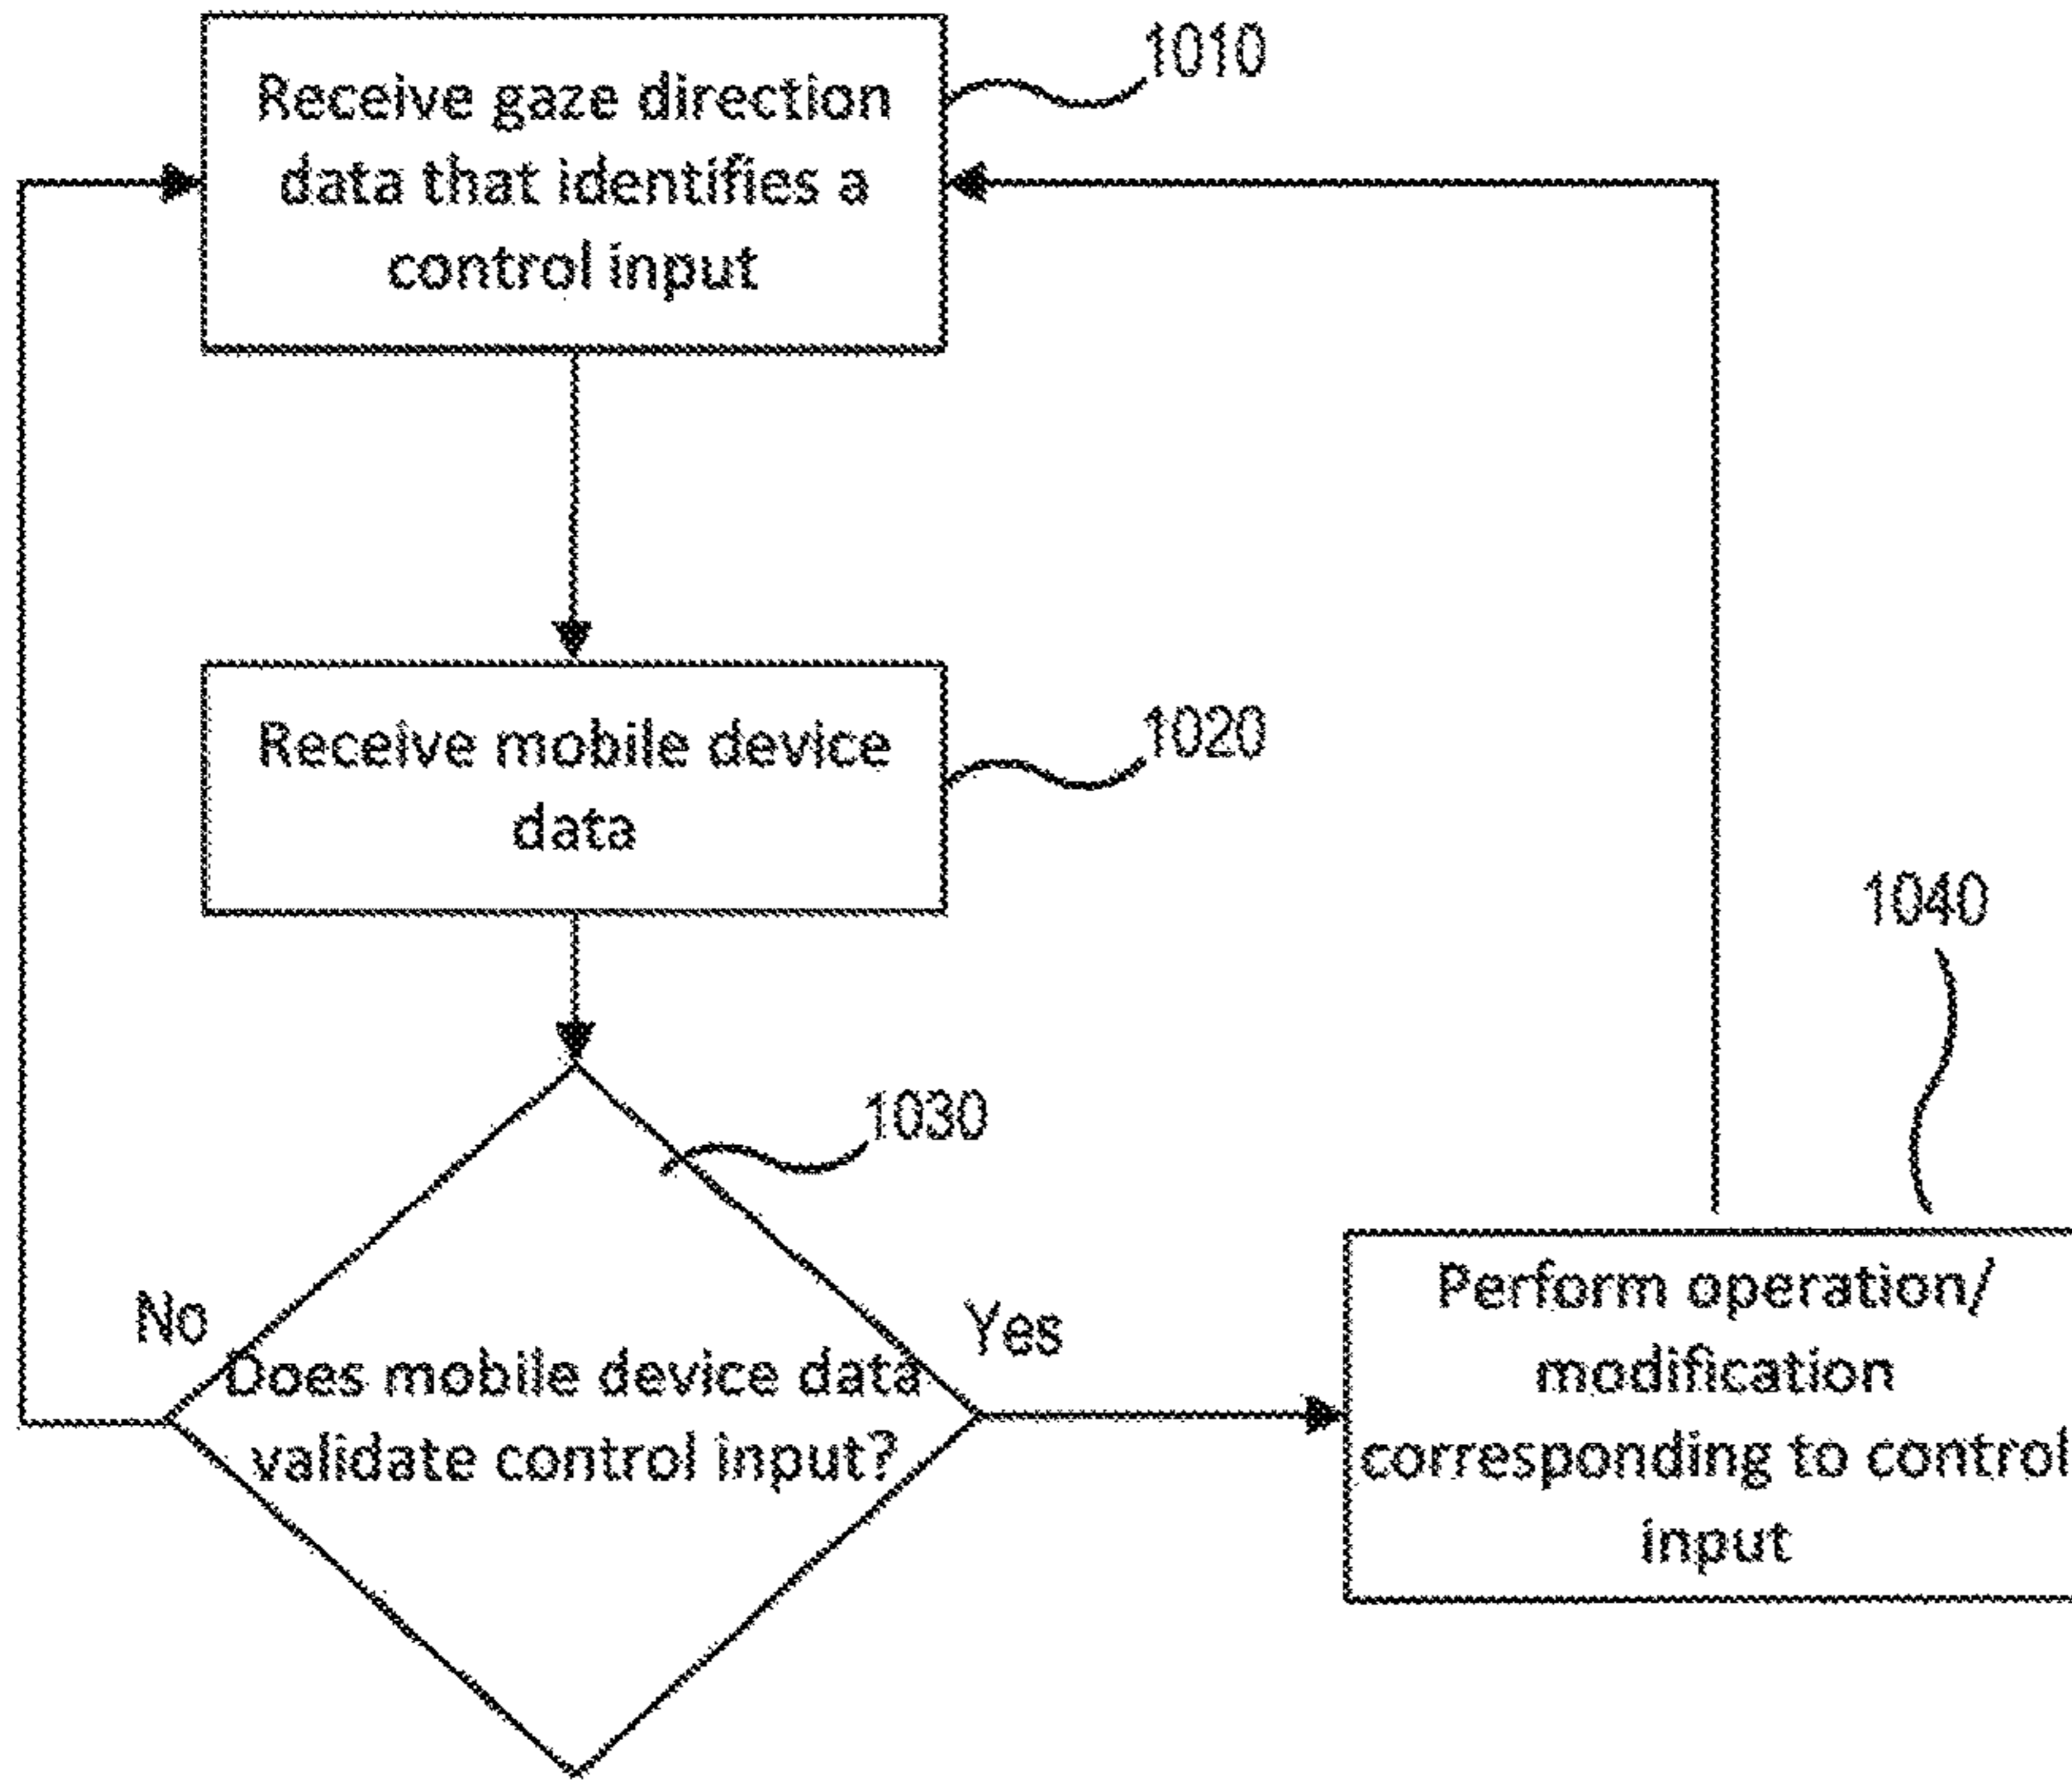 1010
Receive gaze direction
data that identifies a
control input
Receive mobile device
data
1020
1040
1030
No
Yes
Does mobile device data
validate control input?
Perform operation/
modification
corresponding to control
input